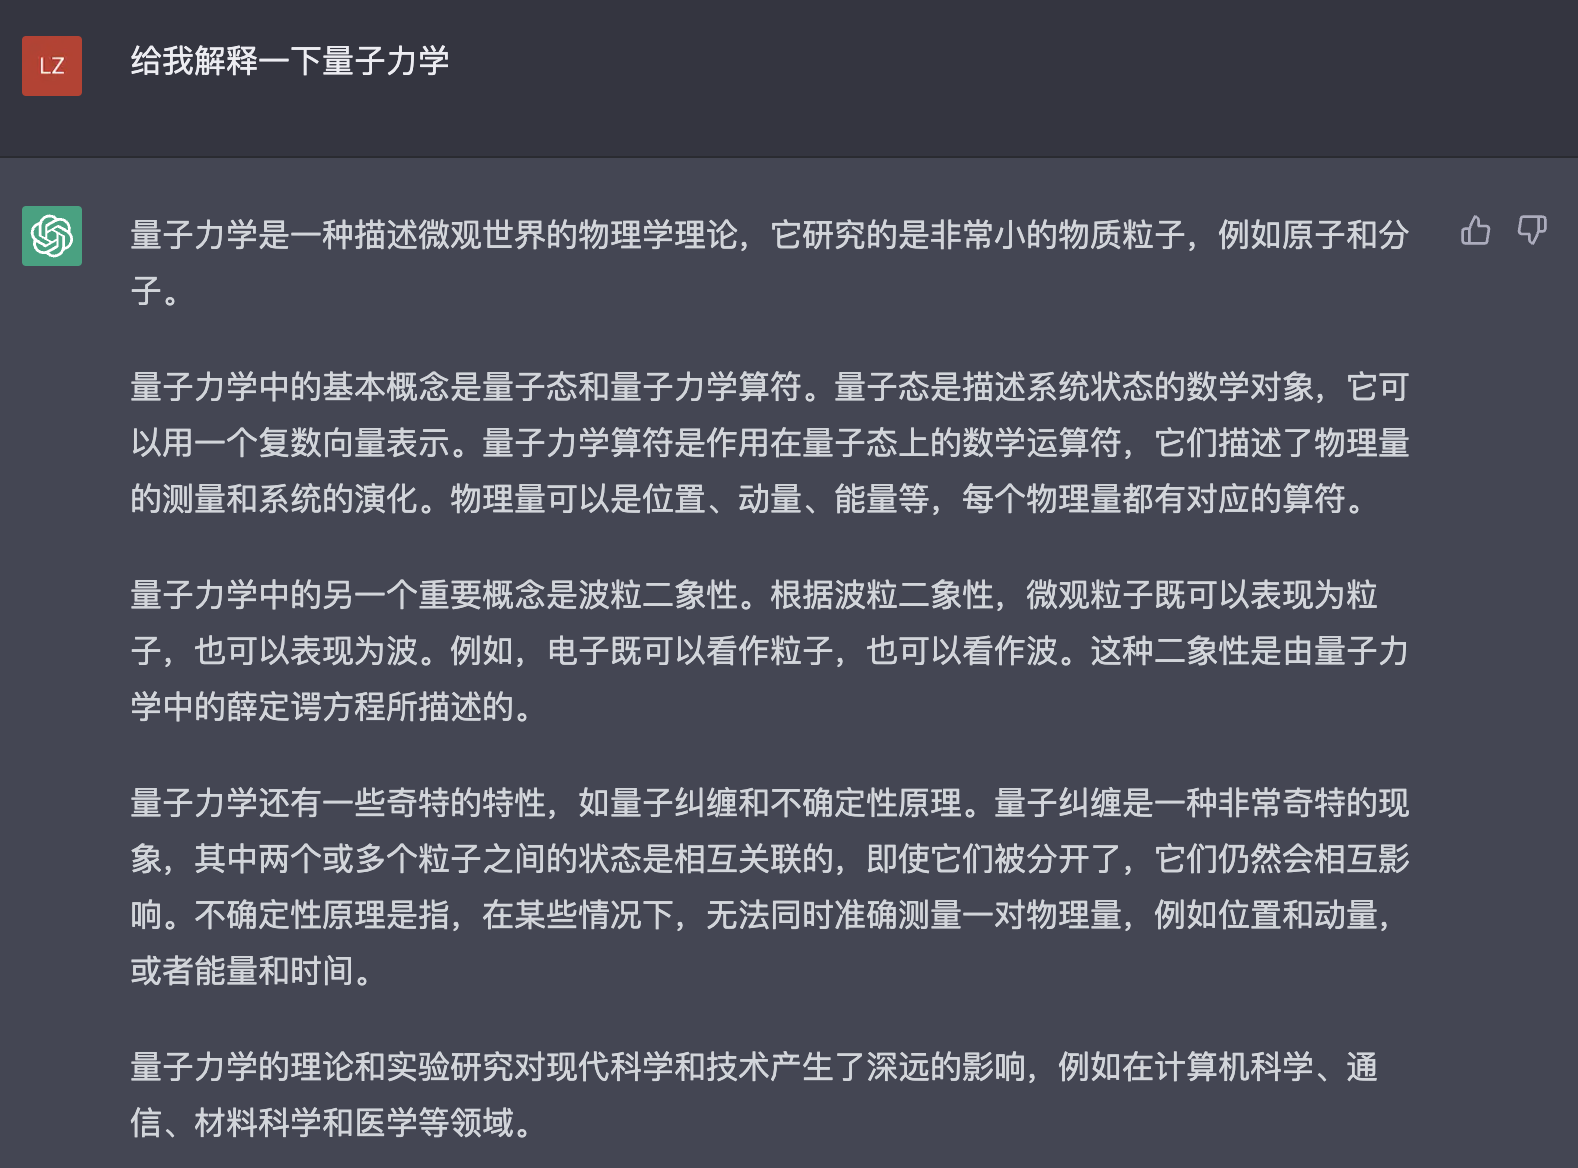 LZ
给我解释一下量子力学
量子力学是一种描述微观世界的物理学理论，它研究的是非常小的物质粒子，例如原子和分
子。
量子力学中的基本概念是量子态和量子力学算符。量子态是描述系统状态的数学对象，它可
以用一个复数向量表示。量子力学算符是作用在量子态上的数学运算符，它们描述了物理量
的测量和系统的演化。物理量可以是位置、动量、能量等，每个物理量都有对应的算符。
量子力学中的另一个重要概念是波粒二象性。根据波粒二象性，微观粒子既可以表现为粒
子，也可以表现为波。例如，电子既可以看作粒子，也可以看作波。这种二象性是由量子力
学中的薛定谔方程所描述的。
量子力学还有一些奇特的特性，如量子纠缠和不确定性原理。量子纠缠是一种非常奇特的现
象，其中两个或多个粒子之间的状态是相互关联的，即使它们被分开了，它们仍然会相互影
响。不确定性原理是指，在某些情况下，无法同时准确测量一对物理量，例如位置和动量，
或者能量和时间。
量子力学的理论和实验研究对现代科学和技术产生了深远的影响，例如在计算机科学、通
信、材料科学和医学等领域。